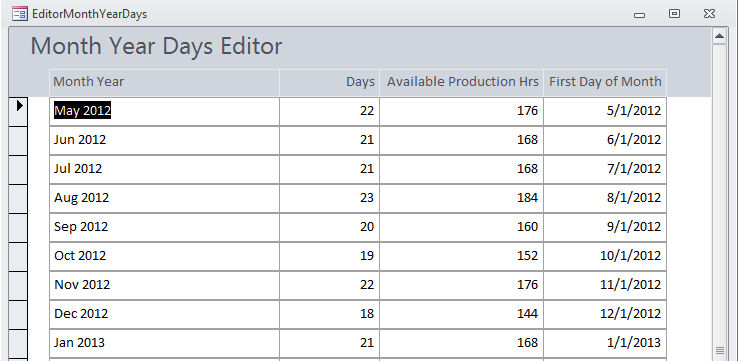 EditorMonthYearDays
Month Year Days Editor
Month Year Days Available Production Hrs First Day of Month
May 2012 22 176 5/1/2012
Jun 2012 21 168 6/1/2012
Jul 2012 21 168 7/1/2012
Aug 2012 23 184 8/1/2012
Sep 2012 20 160 9/1/2012
Oct 2012 19 152 10/1/2012
Nov 2012 22 176 11/1/2012
Dec 2012 18 144 12/1/2012
Jan 2013 21 168 1/1/2013